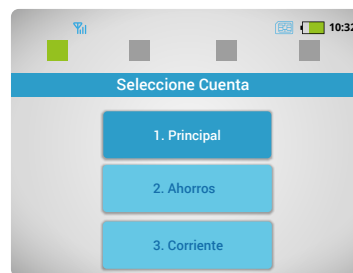 10:32
Seleccione Cuenta
1. Principal
2. Ahorros
3. Corriente